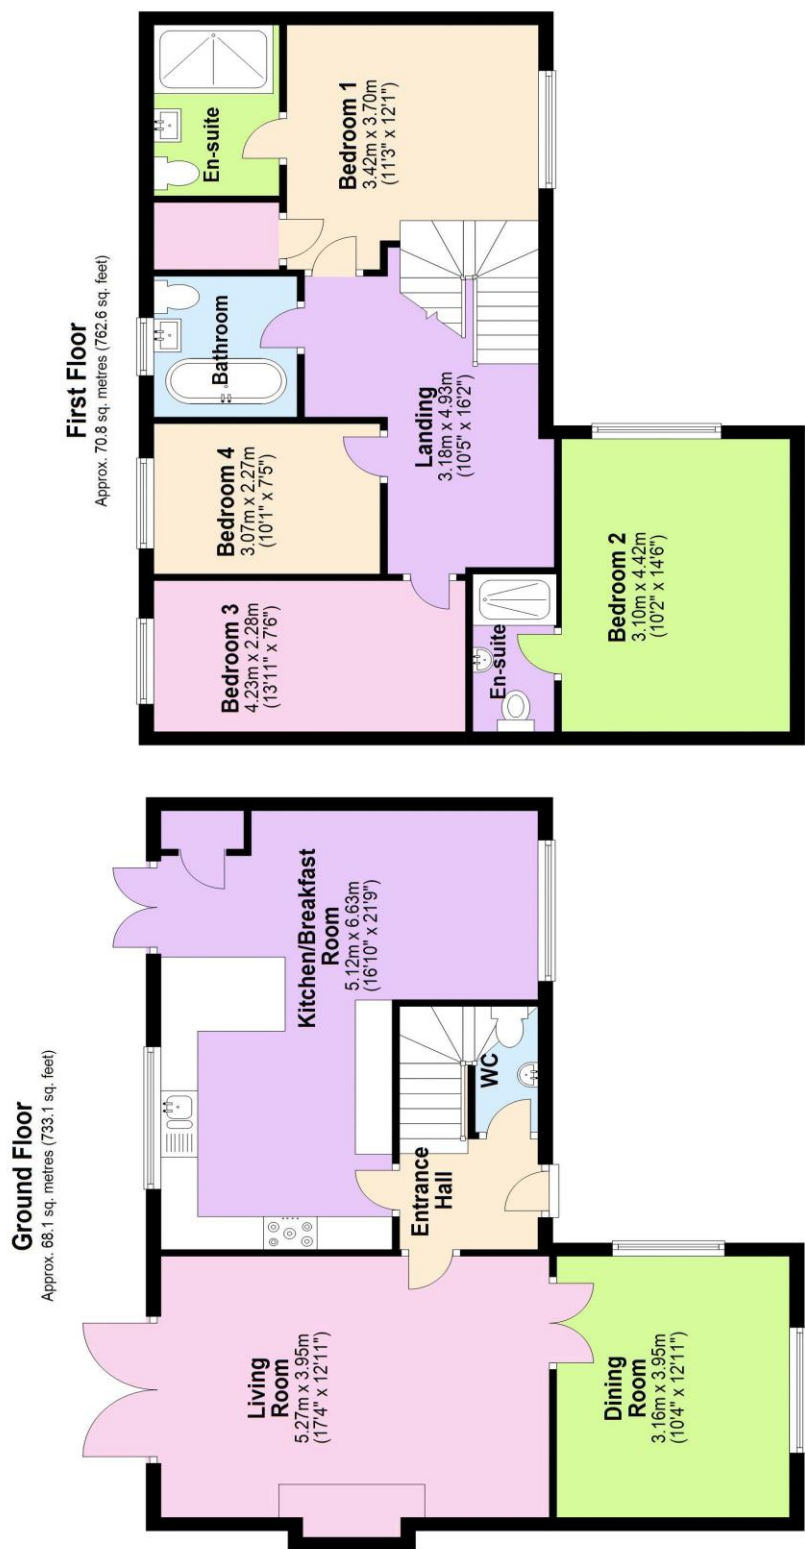 Ground Floor
Approx. 68.1 sq. metres (733.1 sq. feet)
Living
Room
5.27m x 3.95m
(17'4" x 12'11")
Kitchen/Breakfast
Room
5.12m x 6.63m
(16'10" x 21'9")
Entrance
Hall
WC
Dining
Room
3.16m x 3.95m
(10'4" x 12'11")
First Floor
Approx. 70.8 sq. metres (762.6 sq. feet)
Bedroom 3
4.23m x 2.28m
(13'11" x 7'6")
Bedroom 4
3.07m x 2.27m
(10'1" x 7'5")
Bathroom
En-suite
Bedroom 1
3.42m x 3.70m
(11'3" x 12'1")
Landing
3.18m x 4.93m
(10'5" x 16'2")
En-suite
Bedroom 2
3.10m x 4.42m
(10'2" x 14'6")